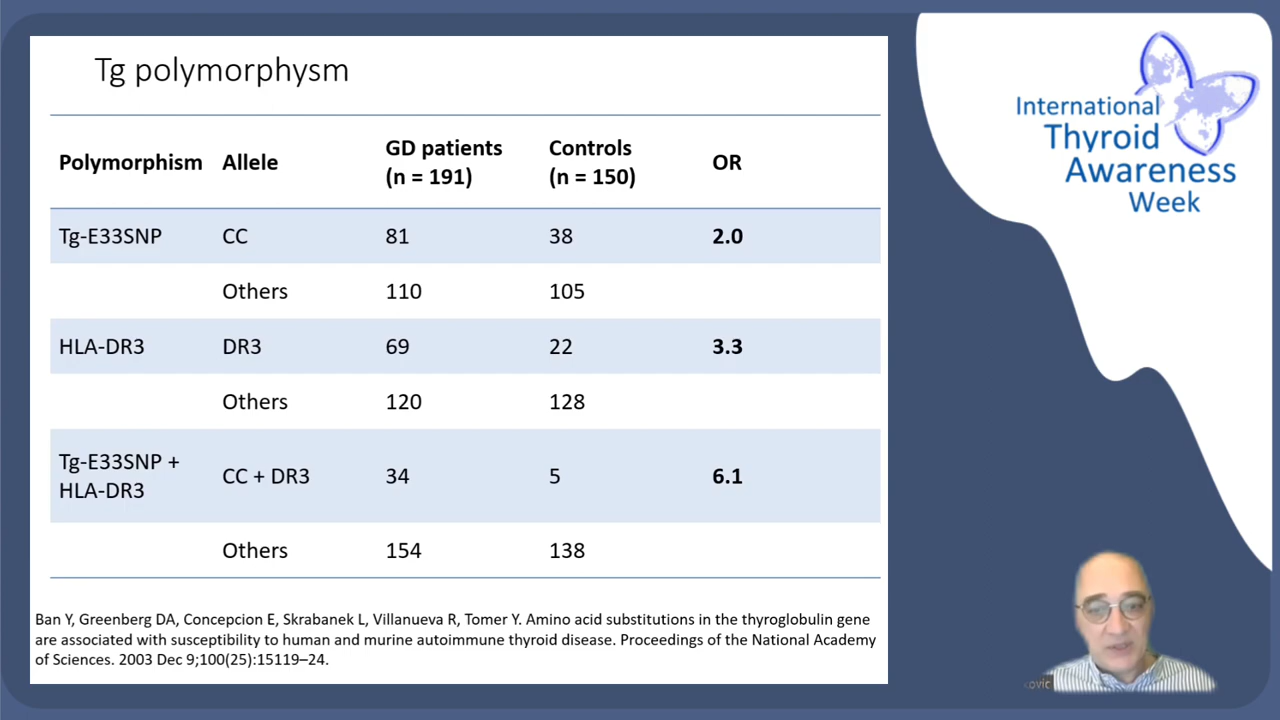 Tg polymorphysm
Polymorphism Allele GD patients (n = 191) Controls (n = 150) OR
Tg-E33SNP CC 81 38 2.0
Others 110 105
HLA-DR3 DR3 69 22 3.3
Others 120 128
Tg-E33SNP + HLA-DR3 CC + DR3 34 5 6.1
Others 154 138
Ban Y, Greenberg DA, Concepcion E, Skrabanek L, Villanueva R, Tomer Y. Amino acid substitutions in the thyroglobulin gene
are associated with susceptibility to human and murine autoimmune thyroid disease. Proceedings of the National Academy
of Sciences. 2003 Dec 9;100(25):15119–24.
International
Thyroid
Awareness
Week